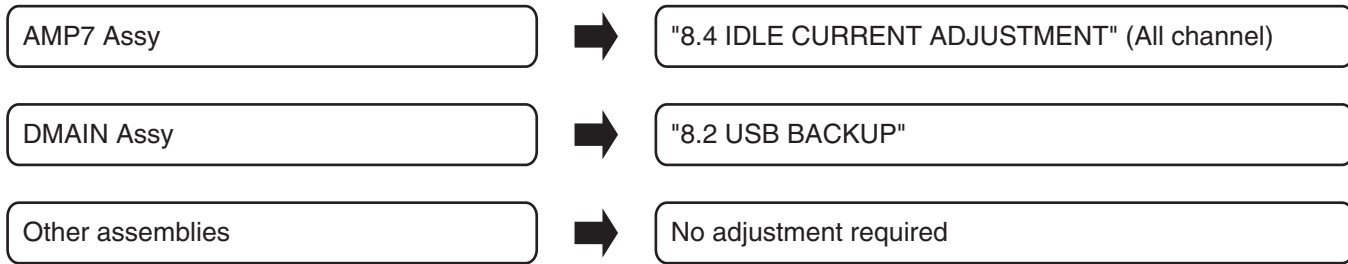 AMP7 Assy
"8.4 IDLE CURRENT ADJUSTMENT" (All channel)
DMAIN Assy
"8.2 USB BACKUP"
Other assemblies
No adjustment required